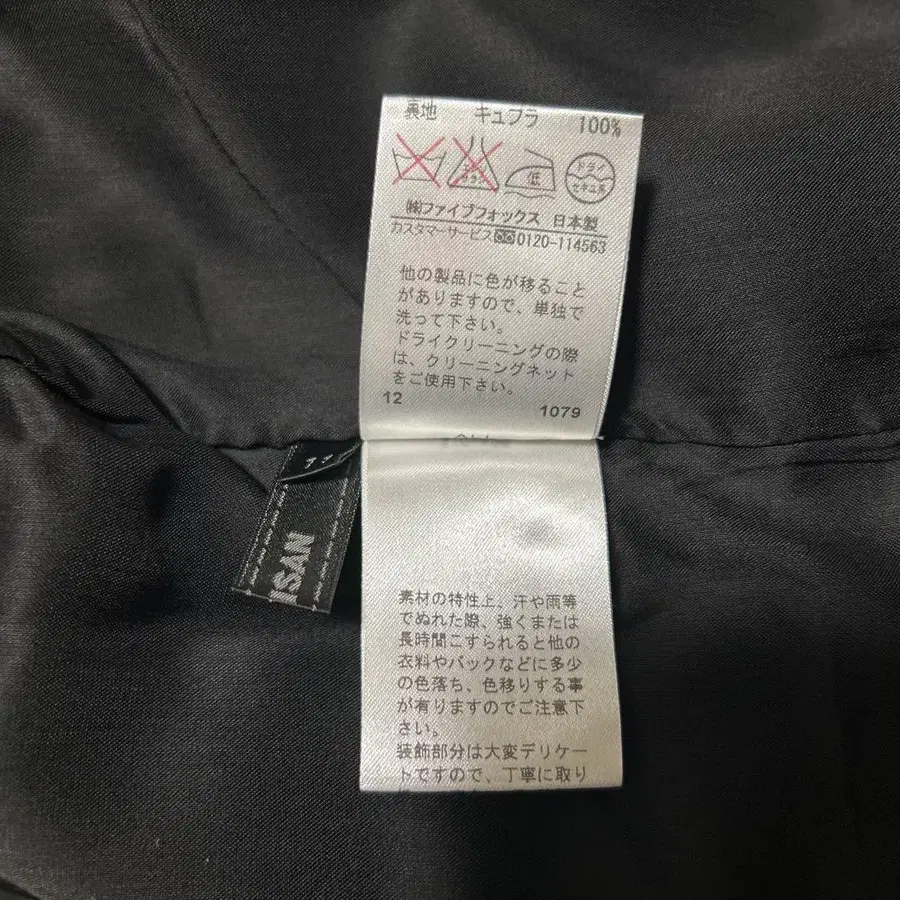 裏地 キュプラ 100%
低
ドライ
セキユ系
㈱ファイブフォックス 日本製
カスタマーサービス 0120-114563
他の製品に色が移ること
がありますので、単独で
洗って下さい。
ドライクリーニングの際
は、クリーニングネット
をご使用下さい。
12 1079
ISAN
素材の特性上、汗や雨等
でぬれた際、強くまたは
長時間こすられると他の
衣料やバックなどに多少
の色落ち、色移りする事
が有りますのでご注意下
さい。
装飾部分は大変デリケー
トですので、丁寧に取り